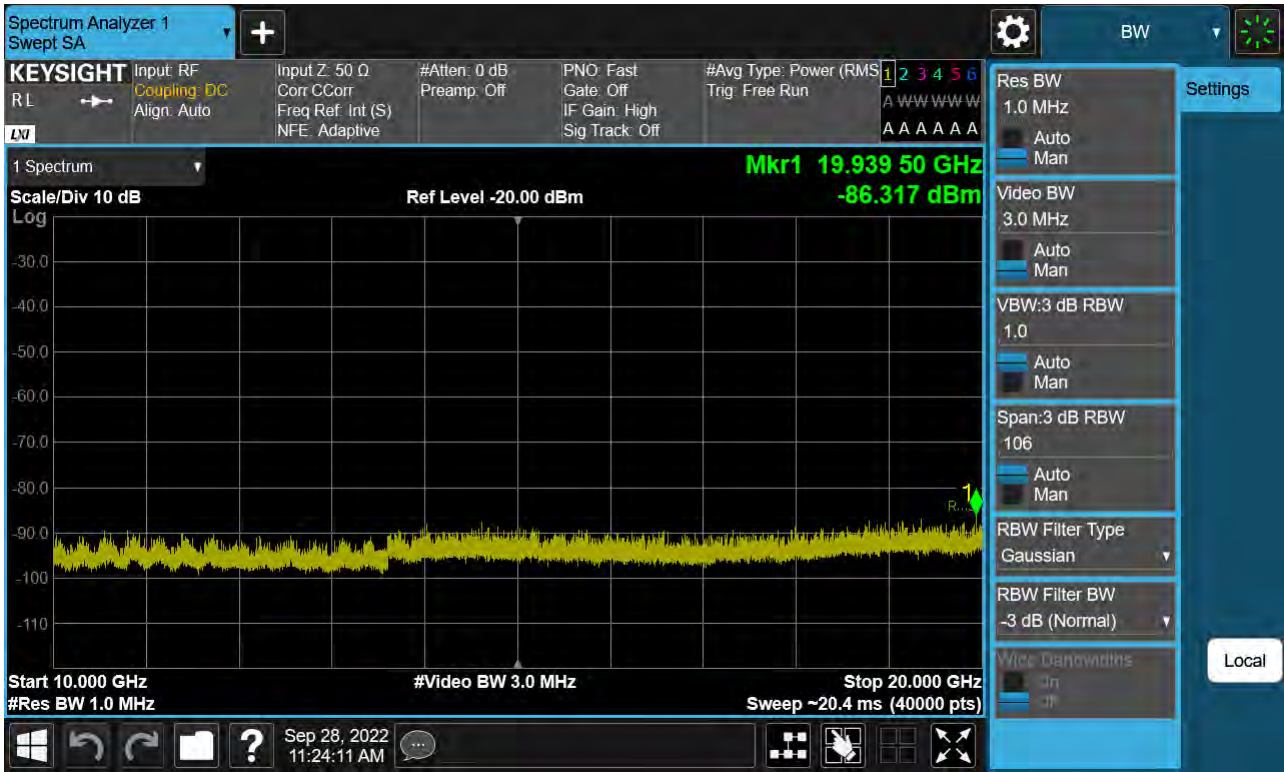 Spectrum Analyzer 1
Swept SA
+
BW
KEYSIGHT
RL
LXI
Input: RF
Coupling: DC
Align: Auto
Input Z: 50 Ω
Corr CCorr
Freq Ref: Int (S)
NFE: Adaptive
#Atten: 0 dB
Preamp: Off
PNO: Fast
Gate: Off
IF Gain: High
Sig Track: Off
#Avg Type: Power (RMS
Trig: Free Run
1 2 3 4 5 6
A W W W W W
A A A A A A
1 Spectrum
Mkr1 19.939 50 GHz
-86.317 dBm
Scale/Div 10 dB
Ref Level -20.00 dBm
Log
-30.0
-40.0
-50.0
-60.0
-70.0
-80.0
-90.0
-100
-110
1
R...
Start 10.000 GHz
#Video BW 3.0 MHz
Stop 20.000 GHz
#Res BW 1.0 MHz
Sweep ~20.4 ms (40000 pts)
Res BW
1.0 MHz
Auto
Man
Video BW
3.0 MHz
Auto
Man
VBW:3 dB RBW
1.0
Auto
Man
Span:3 dB RBW
106
Auto
Man
RBW Filter Type
Gaussian
RBW Filter BW
-3 dB (Normal)
Settings
Local
?
Sep 28, 2022
11:24:11 AM